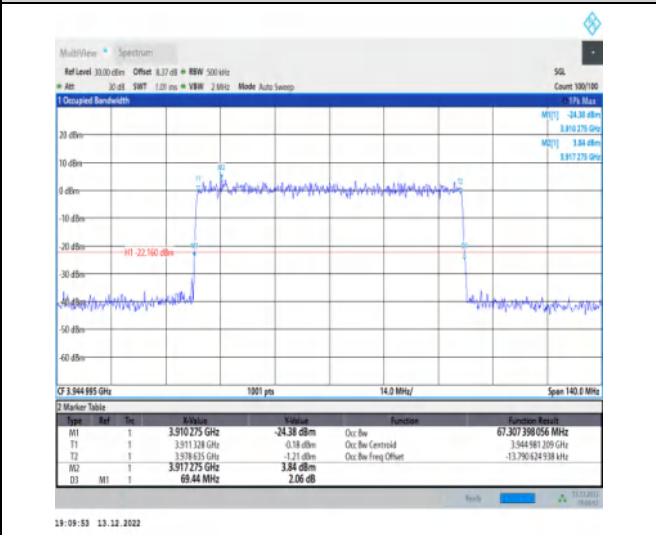 MultiView Spectrum
Ref Level 30.00 dBm Offset 8.37 dB RBW 500 kHz SGL
Att 30 dB SWT 1.01 ms VBW 2 MHz Mode Auto Sweep Count 100/100
1 Occupied Bandwidth 1Pk Max
M1[1] -24.38 dBm
3.910 275 GHz
M2[1] 3.84 dBm
3.917 275 GHz
20 dBm
10 dBm
M2
T1 T2
0 dBm
-10 dBm
-20 dBm
H1 -22.160 dBm
M1
-30 dBm
-40 dBm
-50 dBm
-60 dBm
CF 3.944 995 GHz 1001 pts 14.0 MHz/ Span 140.0 MHz
2 Marker Table
Type Ref Trc X-Value Y-Value Function Function Result
M1 1 3.910 275 GHz -24.38 dBm Occ Bw 67.307 398 056 MHz
T1 1 3.911 328 GHz -0.18 dBm Occ Bw Centroid 3.944 981 209 GHz
T2 1 3.978 635 GHz -1.21 dBm Occ Bw Freq Offset -13.790 624 938 kHz
M2 1 3.917 275 GHz 3.84 dBm
D3 M1 1 69.44 MHz 2.06 dB
Ready 13.12.2022
19:09:53 13.12.2022